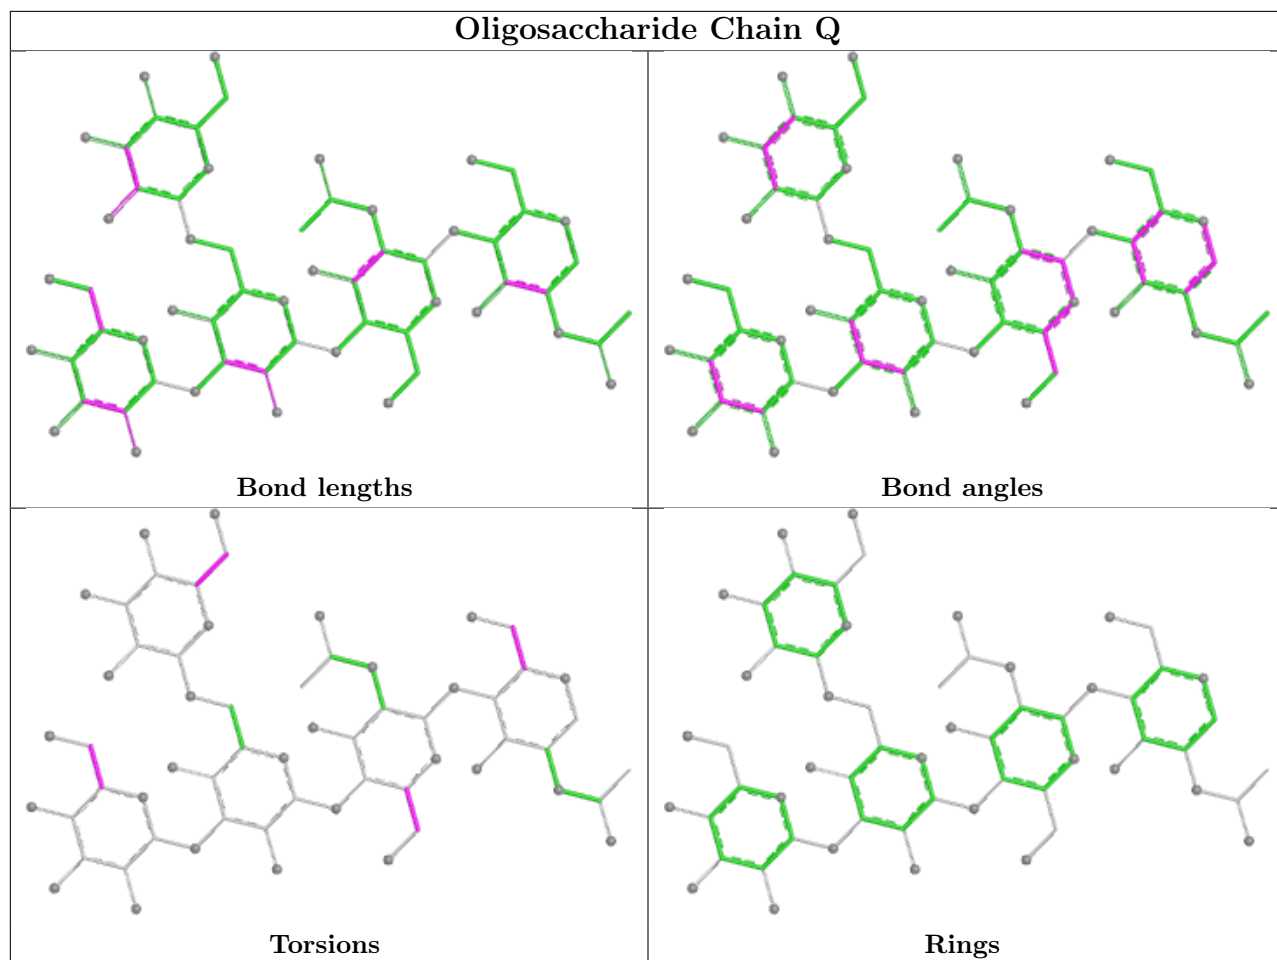 Oligosaccharide Chain Q
Bond lengths
Bond angles
Torsions
Rings